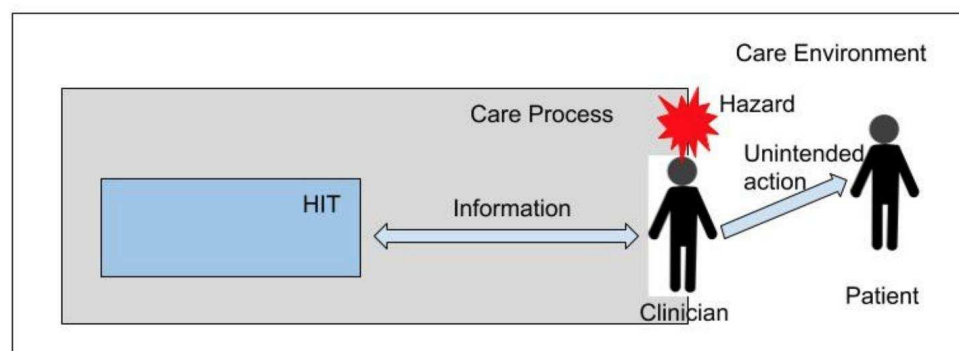 Care Environment
Hazard
Care Process
Unintended
action
HIT
Information
Clinician
Patient